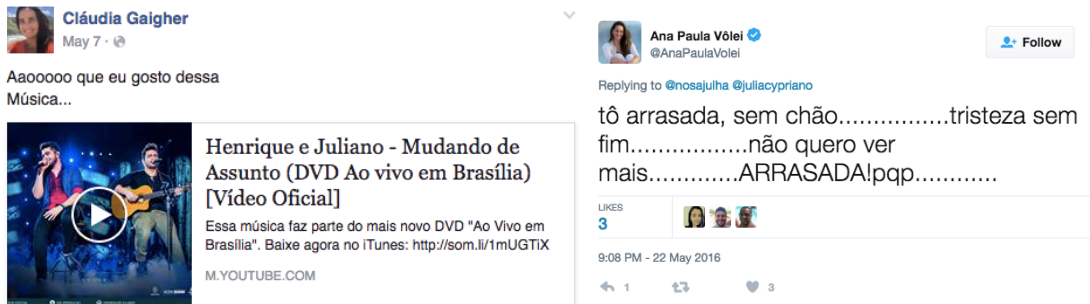 Cláudia Gaigher
May 7 ·
Aaooooo que eu gosto dessa
Música...
Henrique e Juliano - Mudando de
Assunto (DVD Ao vivo em Brasília)
[Vídeo Oficial]
Essa música faz parte do mais novo DVD "Ao Vivo em
Brasília". Baixe agora no iTunes: http://som.li/1mUGTiX
M.YOUTUBE.COM
Ana Paula Vôlei
@AnaPaulaVolei
Follow
Replying to @nosajulha @juliacypriano
tô arrasada, sem chão................tristeza sem
fim.................não quero ver
mais.............ARRASADA!pqp............
LIKES
3
9:08 PM - 22 May 2016
1
3